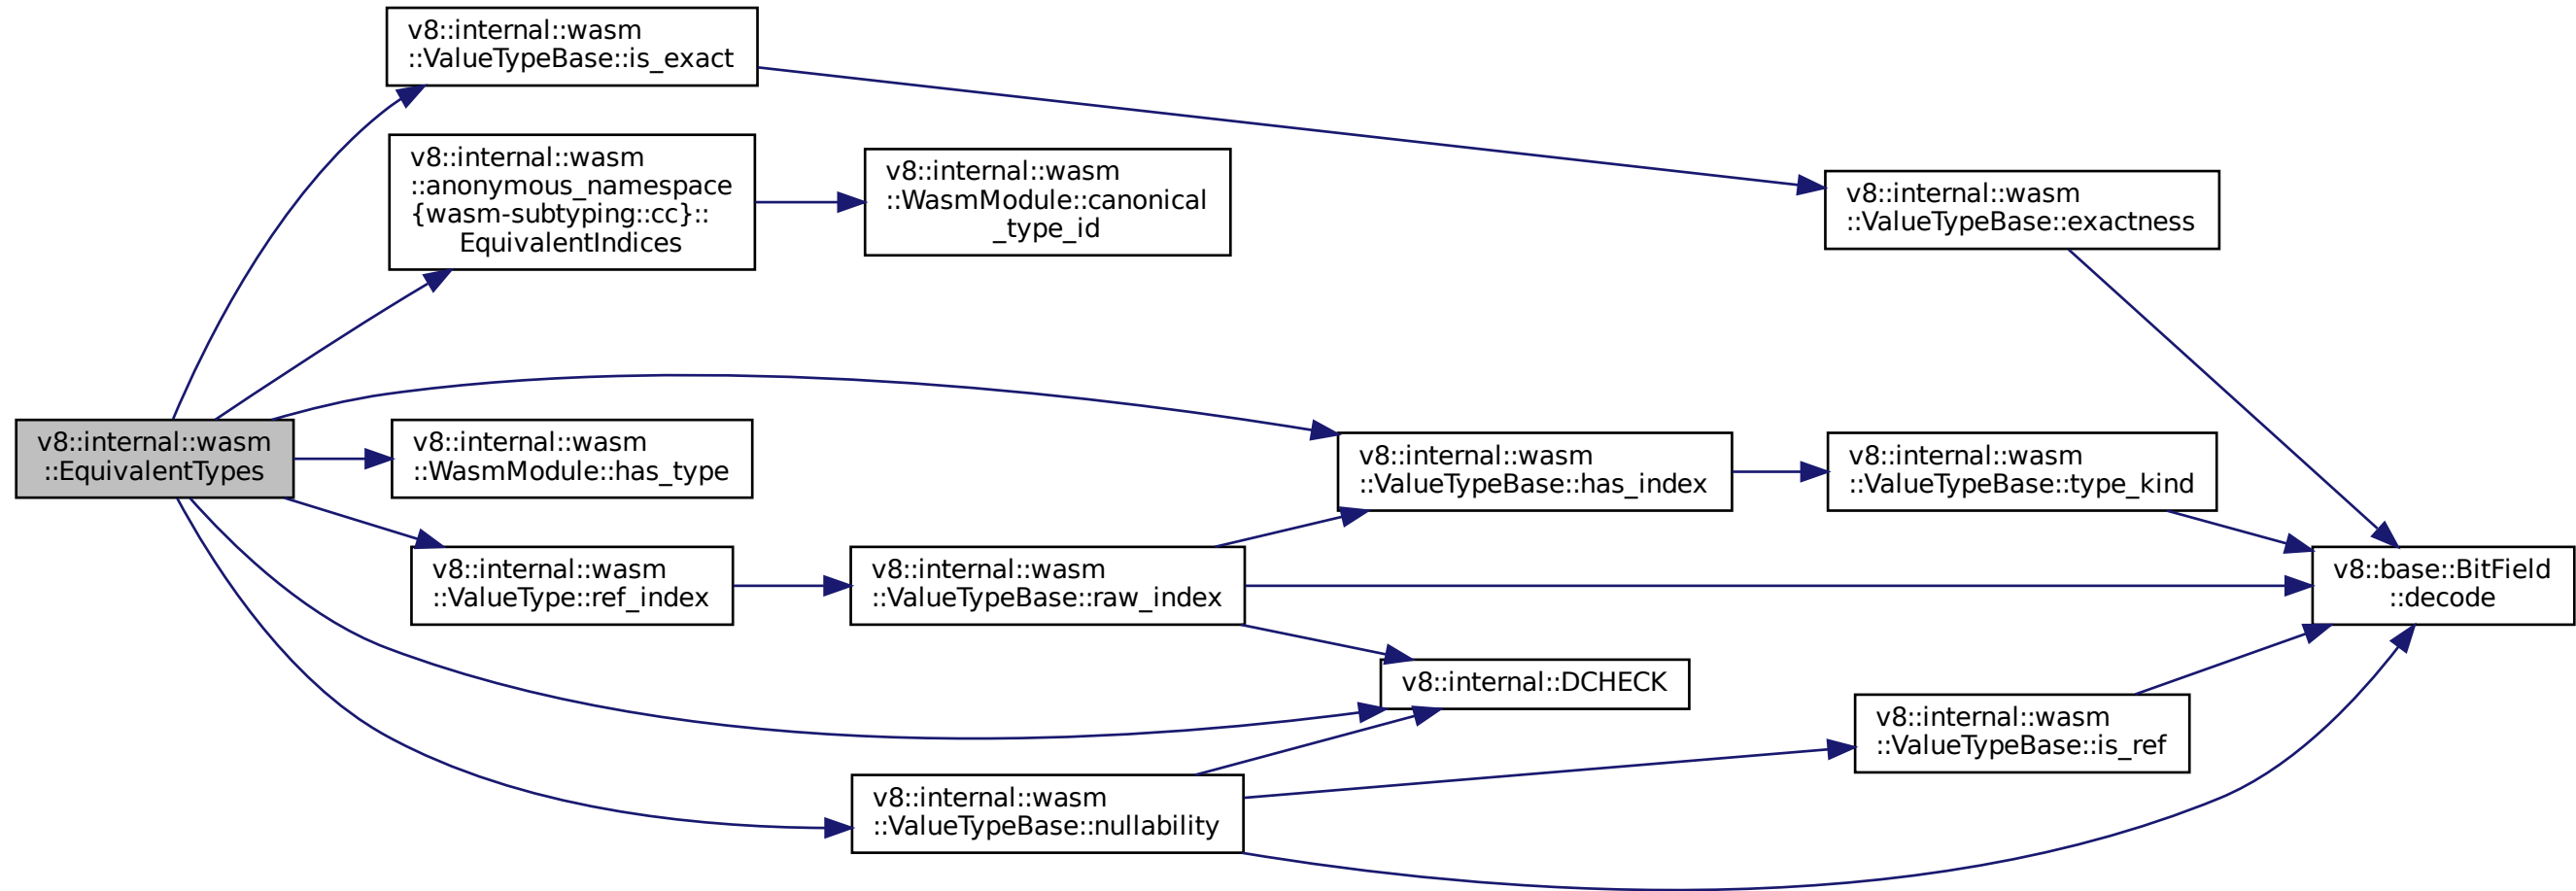 v8::internal::wasm
::ValueTypeBase::is_exact
v8::internal::wasm
::anonymous_namespace
{wasm-subtyping::cc}::
EquivalentIndices
v8::internal::wasm
::WasmModule::canonical
_type_id
v8::internal::wasm
::ValueTypeBase::exactness
v8::internal::wasm
::EquivalentTypes
v8::internal::wasm
::WasmModule::has_type
v8::internal::wasm
::ValueTypeBase::has_index
v8::internal::wasm
::ValueTypeBase::type_kind
v8::internal::wasm
::ValueType::ref_index
v8::internal::wasm
::ValueTypeBase::raw_index
v8::base::BitField
::decode
v8::internal::DCHECK
v8::internal::wasm
::ValueTypeBase::is_ref
v8::internal::wasm
::ValueTypeBase::nullability